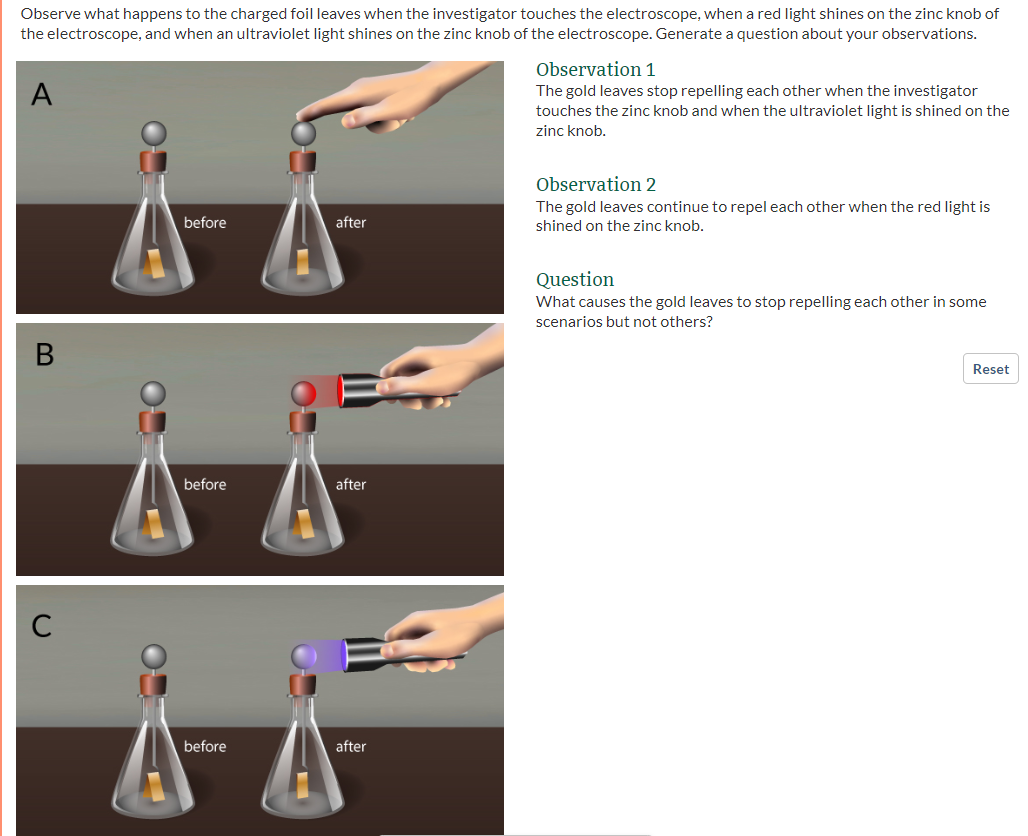 Observe what happens to the charged foil leaves when the investigator touches the electroscope, when a red light shines on the zinc knob of
the electroscope, and when an ultraviolet light shines on the zinc knob of the electroscope. Generate a question about your observations.
A
before
after
B
before
after
C
before
after
Observation 1
The gold leaves stop repelling each other when the investigator
touches the zinc knob and when the ultraviolet light is shined on the
zinc knob.
Observation 2
The gold leaves continue to repel each other when the red light is
shined on the zinc knob.
Question
What causes the gold leaves to stop repelling each other in some
scenarios but not others?
Reset